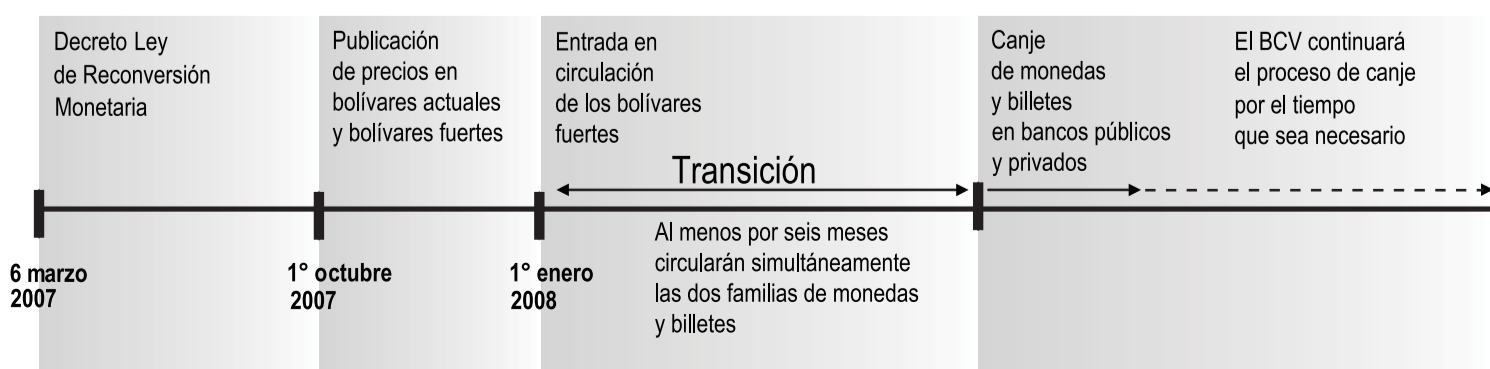 Decreto Ley
de Reconversión
Monetaria
Publicación
de precios en
bolívares actuales
y bolívares fuertes
Entrada en
circulación
de los bolívares
fuertes
Canje
de monedas
y billetes
en bancos públicos
y privados
El BCV continuará
el proceso de canje
por el tiempo
que sea necesario
Transición
Al menos por seis meses
circularán simultáneamente
las dos familias de monedas
y billetes
6 marzo
2007
1° octubre
2007
1° enero
2008